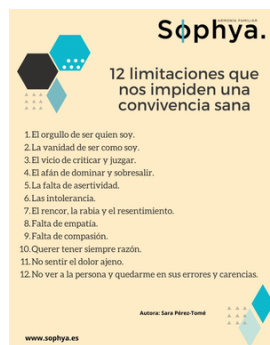 ARMONÍA FAMILIAR
Sophya.
12 limitaciones que
nos impiden una
convivencia sana
1. El orgullo de ser quien soy.
2. La vanidad de ser como soy.
3. El vicio de criticar y juzgar.
4. El afán de dominar y sobresalir.
5. La falta de asertividad.
6. Las intolerancia.
7. El rencor, la rabia y el resentimiento.
8. Falta de empatía.
9. Falta de compasión.
10. Querer tener siempre razón.
11. No sentir el dolor ajeno.
12. No ver a la persona y quedarme en sus errores y carencias.
Autora: Sara Pérez-Tomé
www.sophya.es